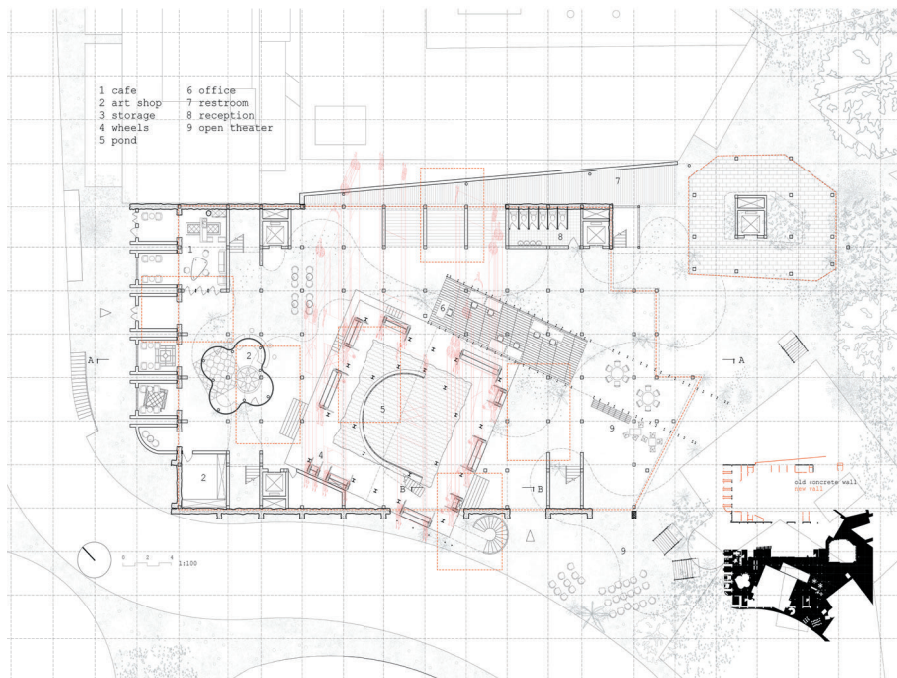 1 cafe
2 art shop
3 storage
4 wheels
5 pond
6 office
7 restroom
8 reception
9 open theater
7
1
8
6
A
2
A
5
9
4
2
B
B
old concrete wall
new wall
9
0 2 4
1:100